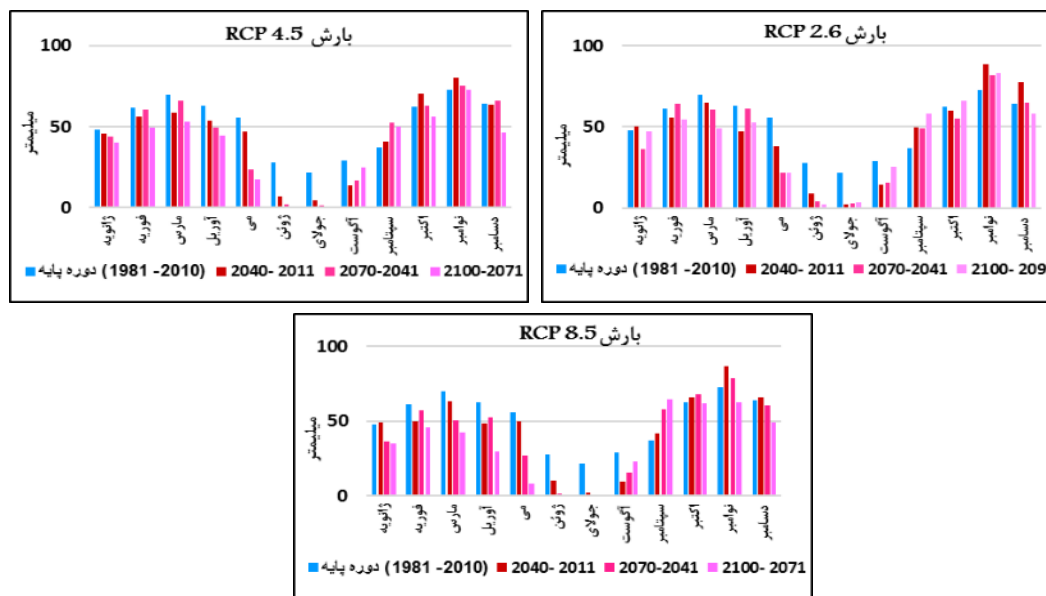 بارش RCP 4.5
100
50
0
میلیمتر
ژانویه
فوریه
مارس
آوریل
می
ژوئن
جولای
آگوست
سپتامبر
اکتبر
نوامبر
دسامبر
دوره پایه (1981 -2010)
2040- 2011
2070-2041
2100-2071
بارش RCP 2.6
100
50
0
میلیمتر
ژانویه
فوریه
مارس
آوریل
می
ژوئن
جولای
آگوست
سپتامبر
اکتبر
نوامبر
دسامبر
دوره پایه (1981 -2010)
2040- 2011
2070-2041
2100- 209
بارش RCP 8.5
100
50
0
میلیمتر
ژانویه
فوریه
مارس
آوریل
می
ژوئن
جولای
آگوست
سپتامبر
اکتبر
نوامبر
دسامبر
دوره پایه (1981 -2010)
2040- 2011
2070-2041
2100- 2071